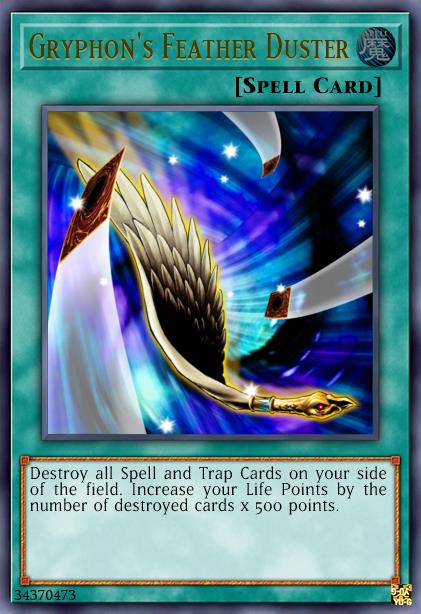 Gryphon's Feather Duster
魔
[Spell Card]
Destroy all Spell and Trap Cards on your side
of the field. Increase your Life Points by the
number of destroyed cards x 500 points.
34370473